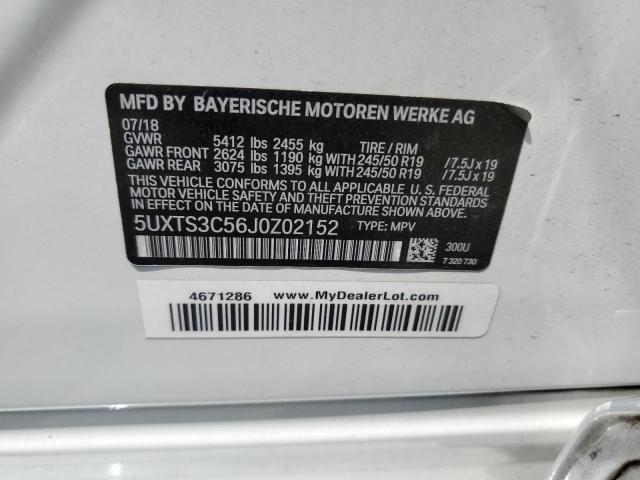 MFD BY BAYERISCHE MOTOREN WERKE AG
07/18
GVWR 5412 lbs 2455 kg TIRE / RIM
GAWR FRONT 2624 lbs 1190 kg WITH 245/50 R19 /7.5J x 19
GAWR REAR 3075 lbs 1395 kg WITH 245/50 R19 /7.5J x 19
THIS VEHICLE CONFORMS TO ALL APPLICABLE U. S. FEDERAL
MOTOR VEHICLE SAFETY AND THEFT PREVENTION STANDARDS
IN EFFECT ON THE DATE OF MANUFACTURE SHOWN ABOVE.
5UXTS3C56J0Z02152 TYPE: MPV
300U
7 320 730
4671286 www.MyDealerLot.com